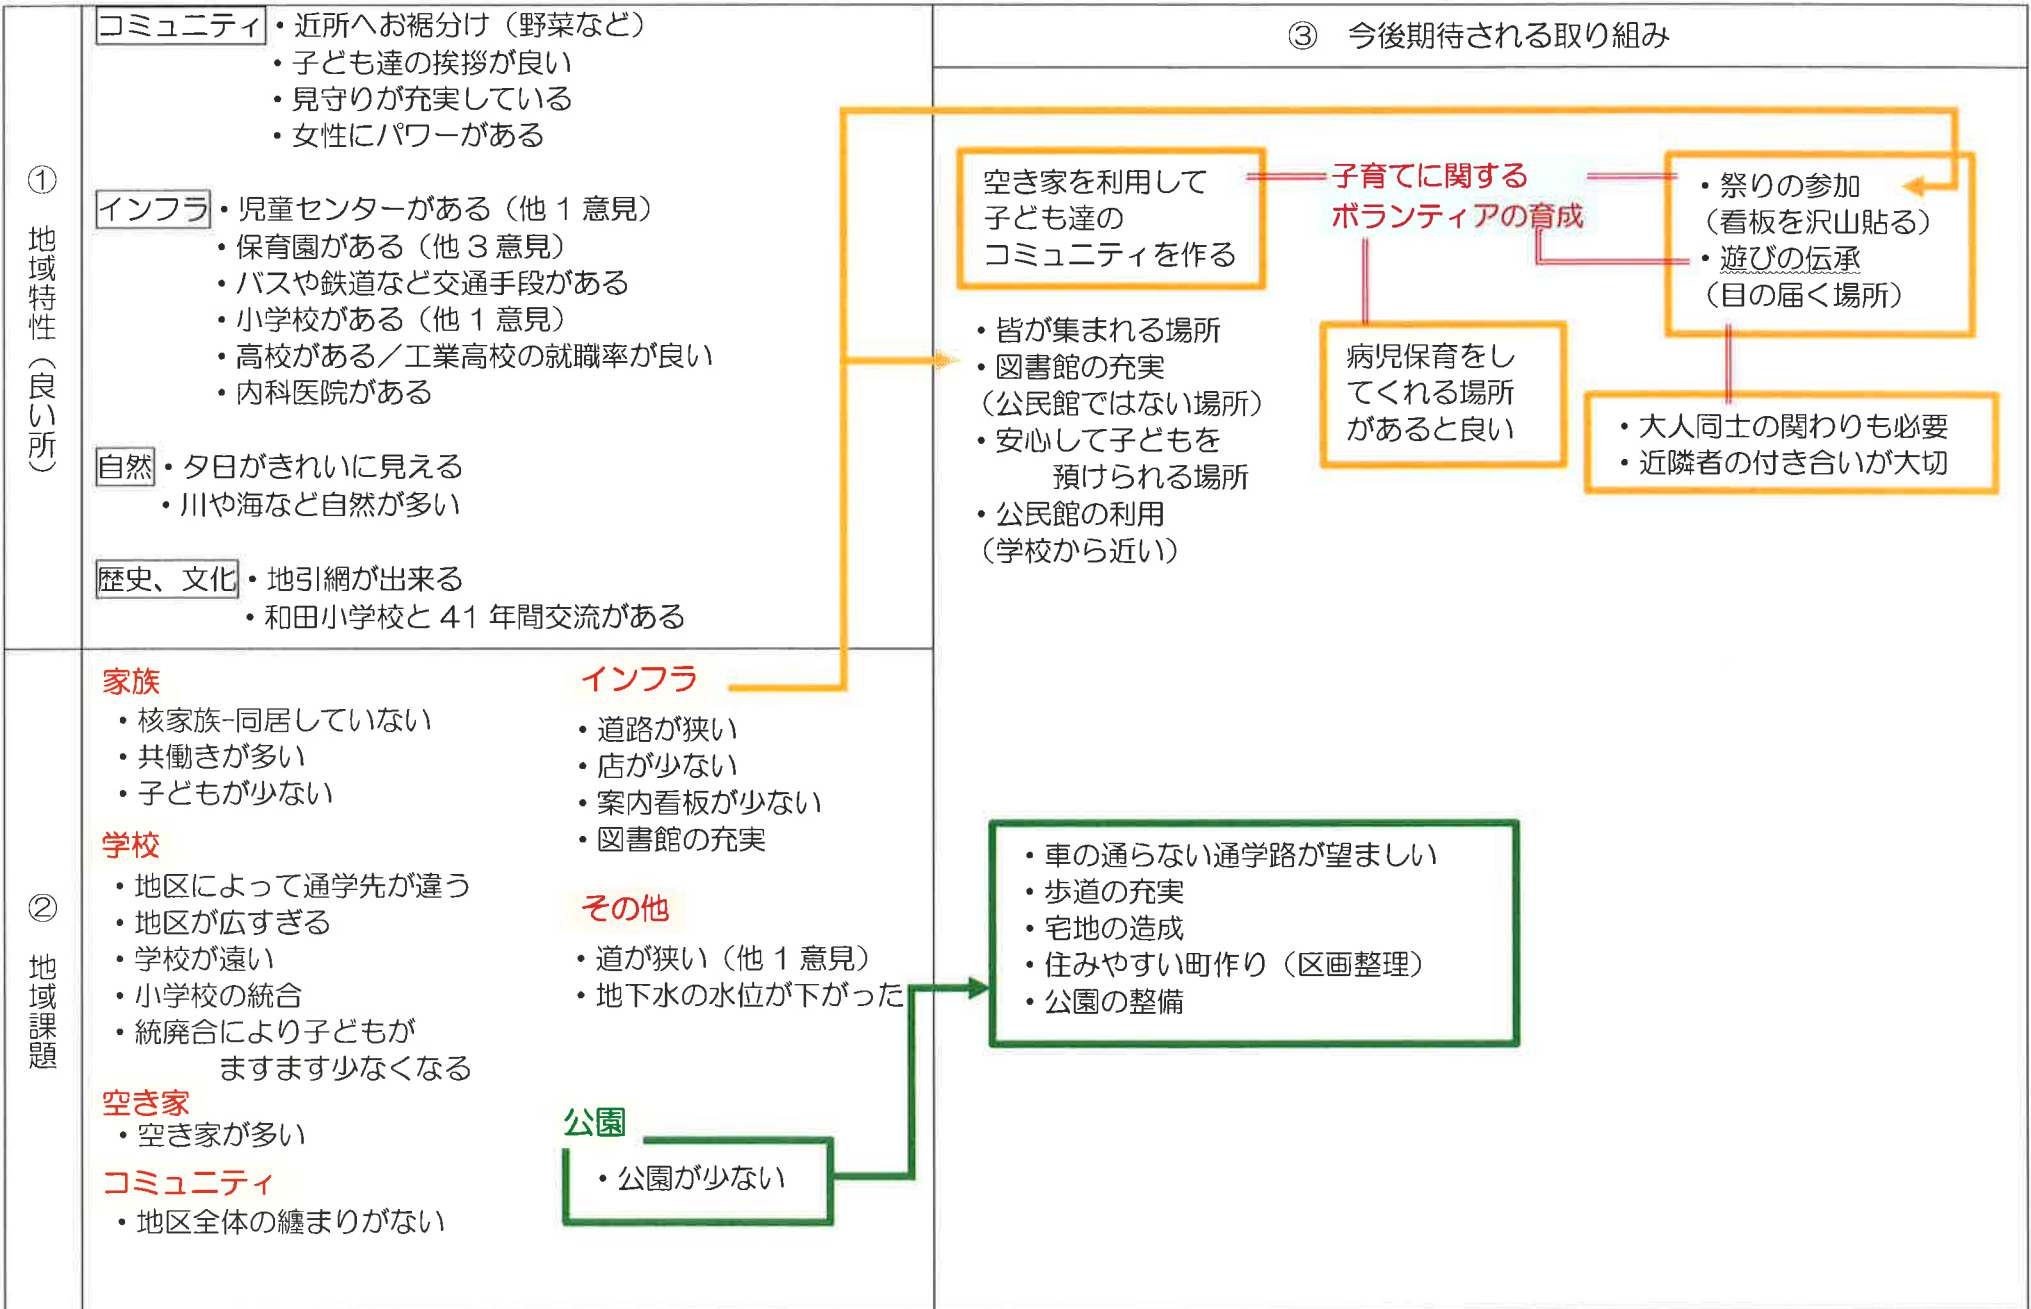 ① 地域特性（良い所）
コミュニティ・近所へお裾分け（野菜など）
・子ども達の挨拶が良い
・見守りが充実している
・女性にパワーがある
インフラ・児童センターがある（他 1 意見）
・保育園がある（他 3 意見）
・バスや鉄道など交通手段がある
・小学校がある（他 1 意見）
・高校がある／工業高校の就職率が良い
・内科医院がある
自然・夕日がきれいに見える
・川や海など自然が多い
歴史、文化・地引網が出来る
・和田小学校と 41 年間交流がある
② 地域課題
家族
・核家族-同居していない
・共働きが多い
・子どもが少ない
学校
・地区によって通学先が違う
・地区が広すぎる
・学校が遠い
・小学校の統合
・統廃合により子どもが
ますます少なくなる
空き家
・空き家が多い
コミュニティ
・地区全体の纏まりがない
インフラ
・道路が狭い
・店が少ない
・案内看板が少ない
・図書館の充実
その他
・道が狭い（他 1 意見）
・地下水の水位が下がった
公園
・公園が少ない
③ 今後期待される取り組み
空き家を利用して
子ども達の
コミュニティを作る
子育てに関する
ボランティアの育成
・祭りの参加
（看板を沢山貼る）
・遊びの伝承
（目の届く場所）
・皆が集まれる場所
・図書館の充実
（公民館ではない場所）
・安心して子どもを
預けられる場所
・公民館の利用
（学校から近い）
病児保育をし
てくれる場所
があると良い
・大人同士の関わりも必要
・近隣者の付き合いが大切
・車の通らない通学路が望ましい
・歩道の充実
・宅地の造成
・住みやすい町作り（区画整理）
・公園の整備